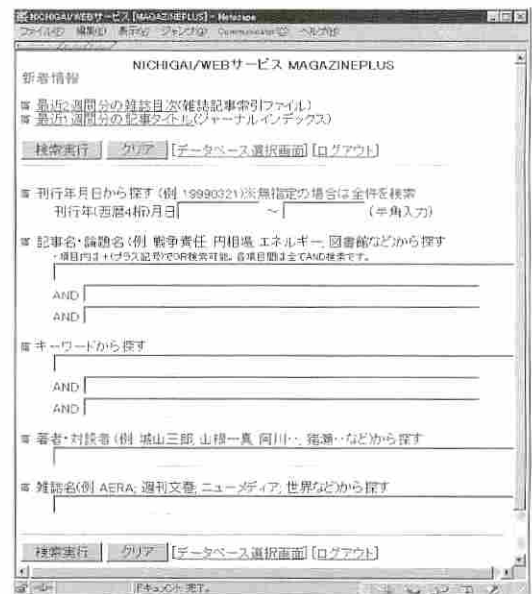 NICHIGAI/WEBサービス [MAGAZINEPLUS] - Netscape
ファイル(F) 編集(E) 表示(V) ジャンプ(G) Communicator(C) ヘルプ(H)
NICHIGAI/WEBサービス MAGAZINEPLUS
新着情報
最近2週間分の雑誌目次(雑誌記事索引ファイル)
最近1週間分の記事タイトル(ジャーナルインデックス)
検索実行 クリア [データベース選択画面] [ログアウト]
刊行年月日から探す (例 19990321)※無指定の場合は全件を検索
刊行年(西暦4桁)月日 ～ (半角入力)
記事名・論題名 (例 戦争責任, 円相場, エネルギー, 図書館など)から探す
・項目内は+(プラス記号)でOR検索可能。各項目間は全てAND検索です。
AND
AND
キーワードから探す
AND
AND
著者・対談者 (例 城山三郎, 山根一真, 阿川・・, 猪瀬・・など)から探す
雑誌名(例 AERA; 週刊文春; ニューメディア; 世界など)から探す
検索実行 クリア [データベース選択画面] [ログアウト]
ドキュメント: 完了。